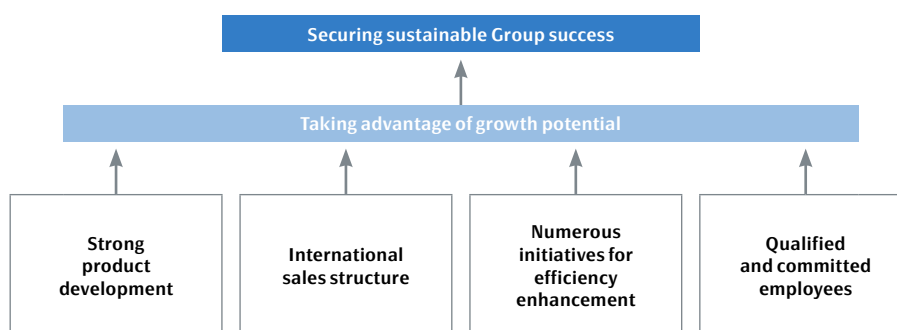 Securing sustainable Group success
Taking advantage of growth potential
Strong
product
development
International
sales structure
Numerous
initiatives for
efficiency
enhancement
Qualified
and committed
employees